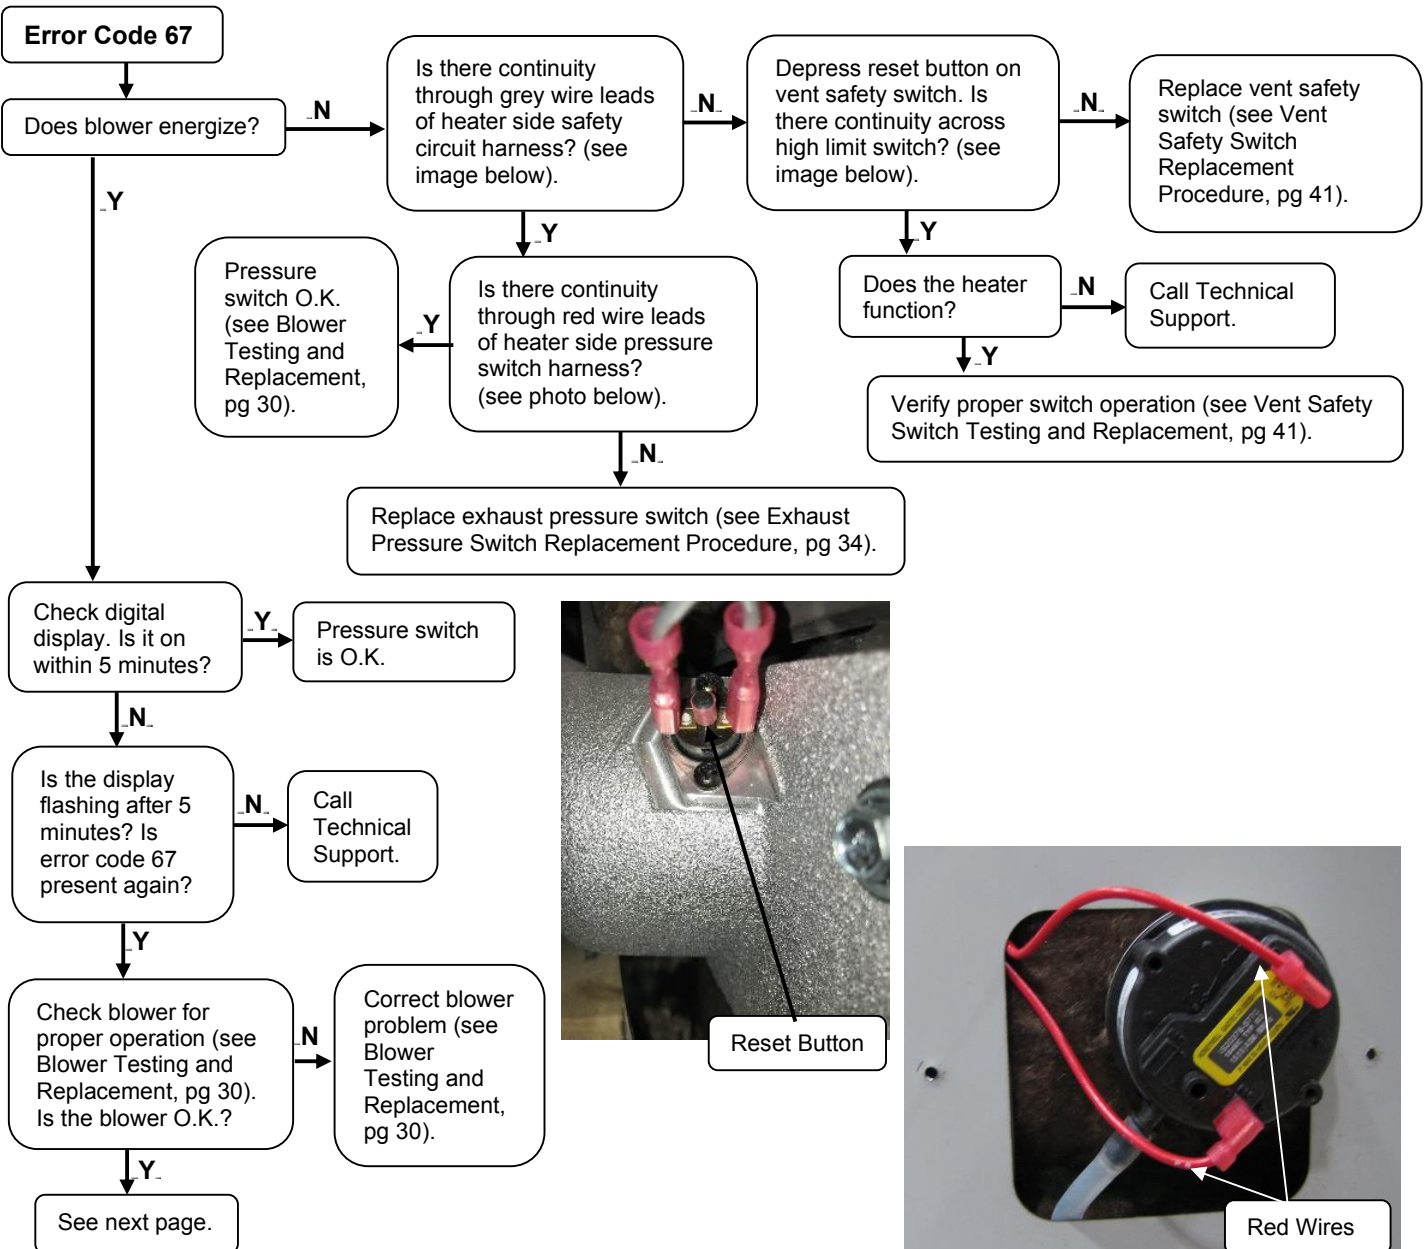 Error Code 67
Does blower energize?
N
Is there continuity
through grey wire leads
of heater side safety
circuit harness? (see
image below).
N
Depress reset button on
vent safety switch. Is
there continuity across
high limit switch? (see
image below).
N
Replace vent safety
switch (see Vent
Safety Switch
Replacement
Procedure, pg 41).
Y
Y
Y
Pressure
switch O.K.
(see Blower
Testing and
Replacement,
pg 30).
Y
Is there continuity
through red wire leads
of heater side pressure
switch harness?
(see photo below).
Does the heater
function?
N
Call Technical
Support.
Y
Verify proper switch operation (see Vent Safety
Switch Testing and Replacement, pg 41).
N
Replace exhaust pressure switch (see Exhaust
Pressure Switch Replacement Procedure, pg 34).
Check digital
display. Is it on
within 5 minutes?
Y
Pressure switch
is O.K.
N
Is the display
flashing after 5
minutes? Is
error code 67
present again?
N
Call
Technical
Support.
Y
Check blower for
proper operation (see
Blower Testing and
Replacement, pg 30).
Is the blower O.K.?
N
Correct blower
problem (see
Blower
Testing and
Replacement,
pg 30).
Y
See next page.
Reset Button
Red Wires